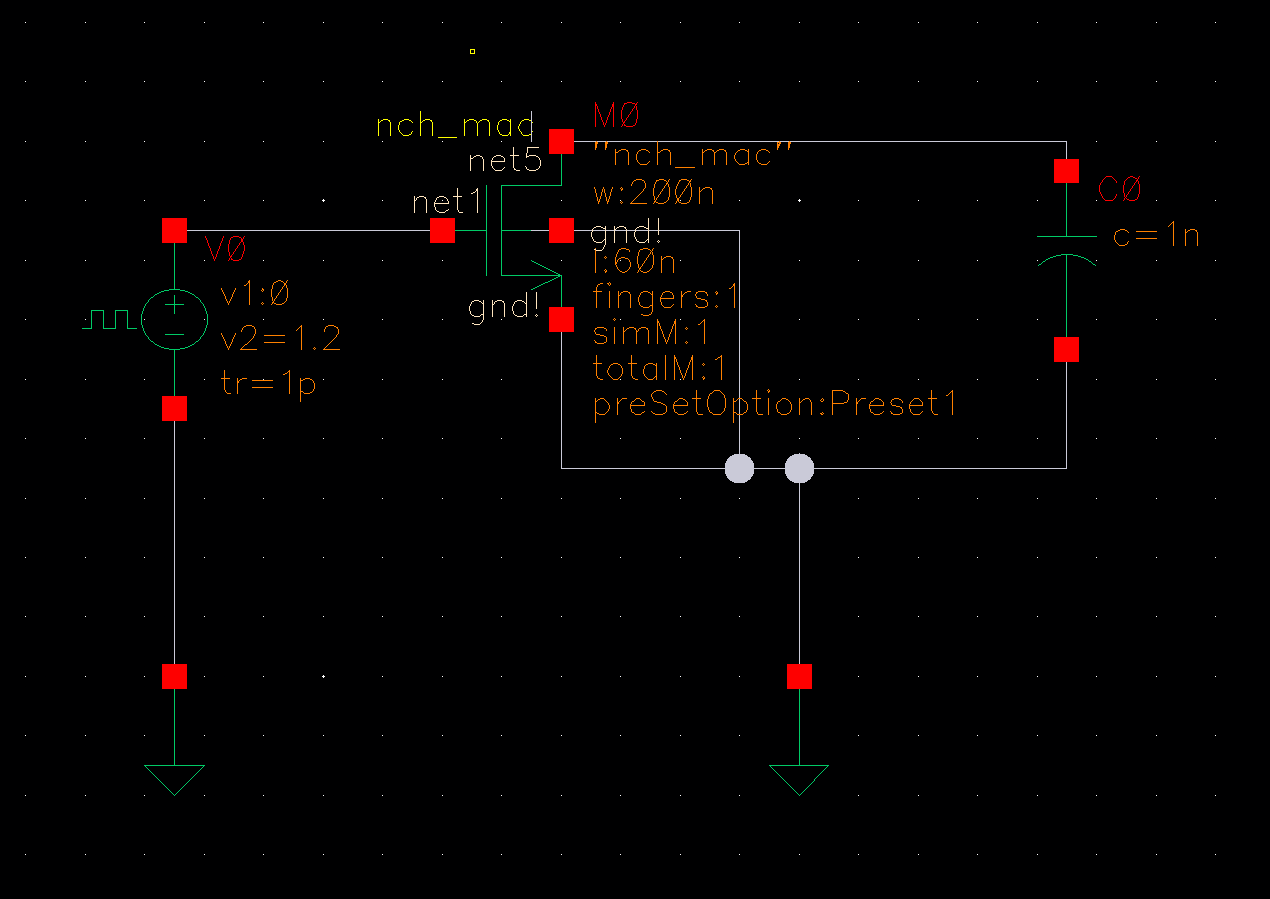 nch_mac
M0
net5
"nch_mac"
net1
w:200n
C0
V0
gnd!
c=1n
l:60n
v1:0
gnd!
fingers:1
v2=1.2
simM:1
tr=1p
totalM:1
preSetOption:Preset1